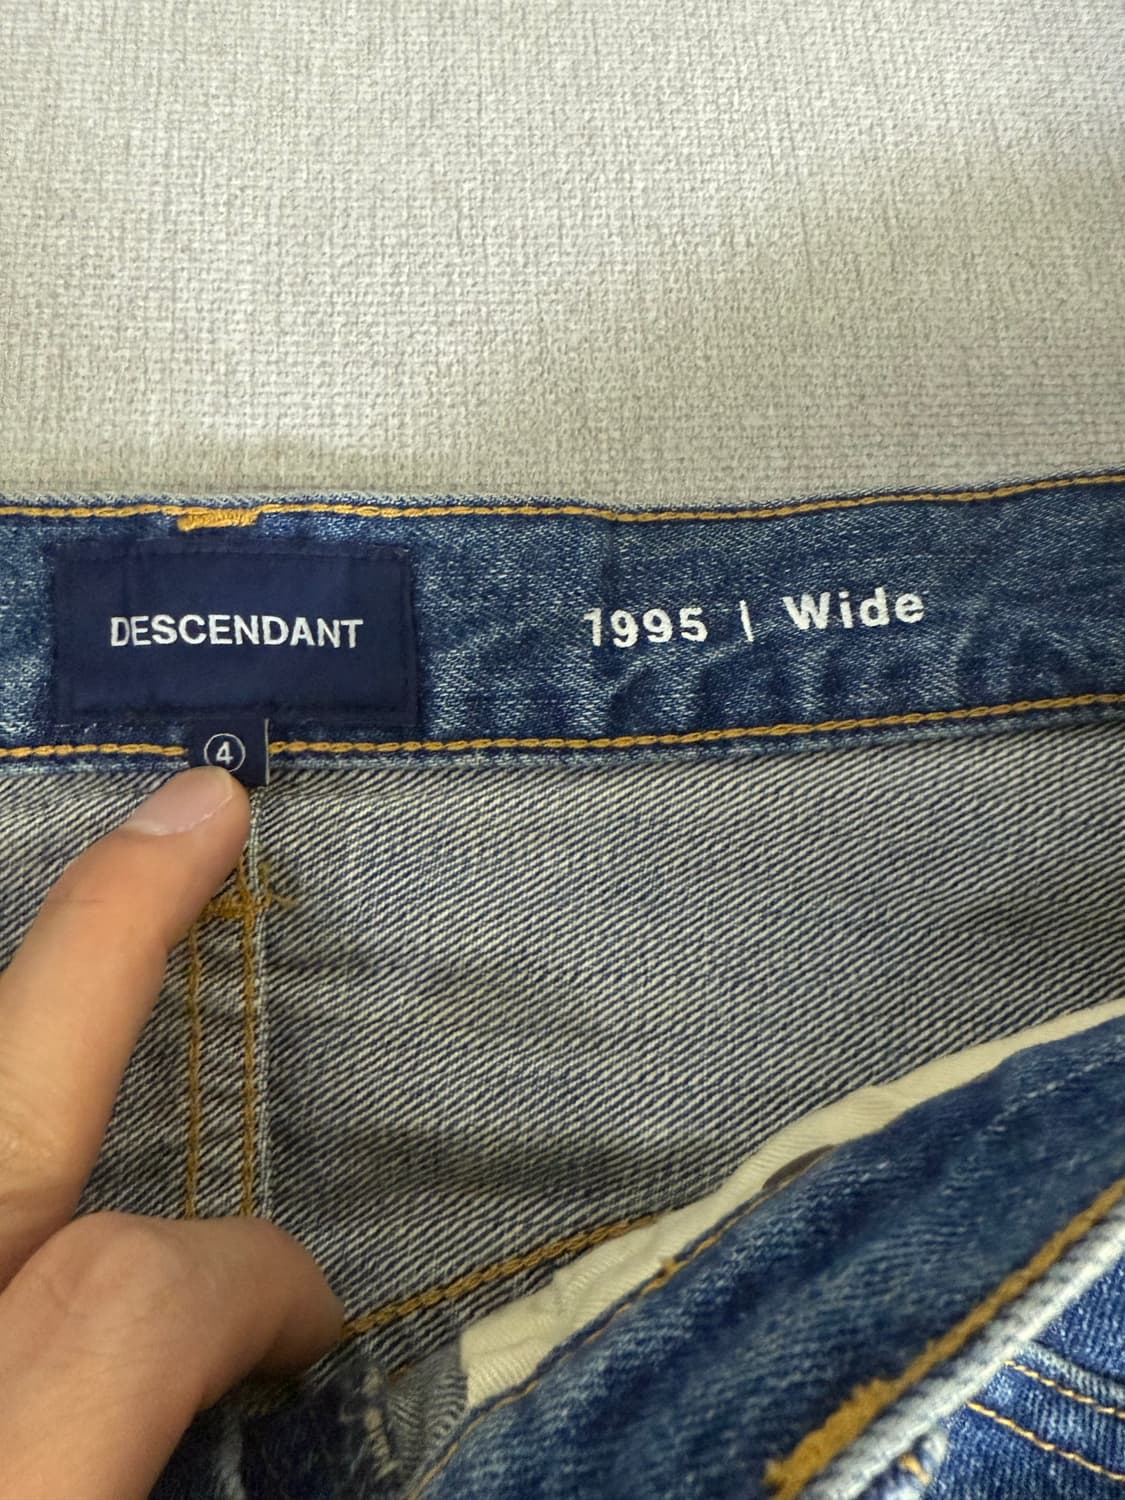 DESCENDANT
1995 | Wide
④